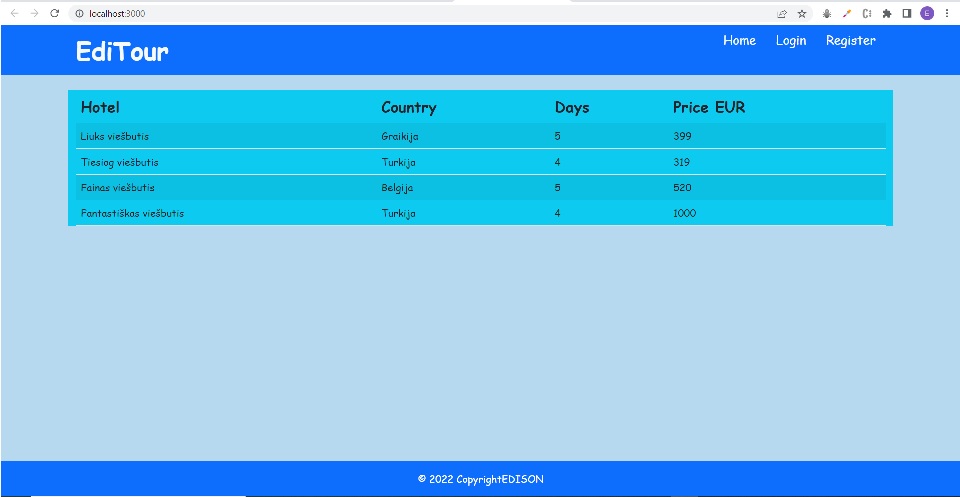 localhost:3000
E
EdiTour
Home Login Register
Hotel Country Days Price EUR
Liuks viešbutis Graikija 5 399
Tiesiog viešbutis Turkija 4 319
Fainas viešbutis Belgija 5 520
Fantastiškas viešbutis Turkija 4 1000
© 2022 CopyrightEDISON